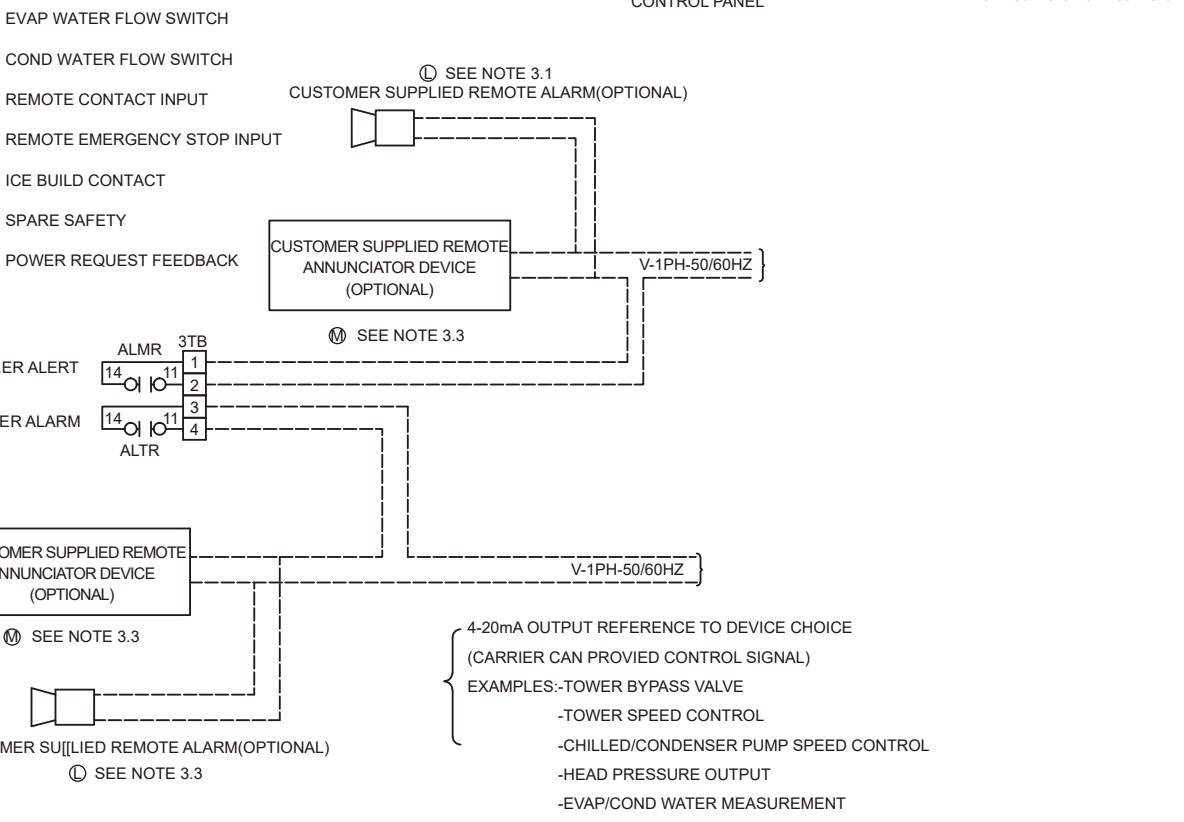 CONTROL PANEL
EVAP WATER FLOW SWITCH
COND WATER FLOW SWITCH
REMOTE CONTACT INPUT
REMOTE EMERGENCY STOP INPUT
ICE BUILD CONTACT
SPARE SAFETY
POWER REQUEST FEEDBACK
Ⓛ SEE NOTE 3.1
CUSTOMER SUPPLIED REMOTE ALARM(OPTIONAL)
CUSTOMER SUPPLIED REMOTE
ANNUNCIATOR DEVICE
(OPTIONAL)
V-1PH-50/60HZ
Ⓜ SEE NOTE 3.3
ALMR 3TB
ER ALERT 14 11 1
2
ER ALARM 14 11 3
4
ALTR
OMER SUPPLIED REMOTE
NNUNCIATOR DEVICE
(OPTIONAL)
V-1PH-50/60HZ
Ⓜ SEE NOTE 3.3
MER SU[[LIED REMOTE ALARM(OPTIONAL)
Ⓛ SEE NOTE 3.3
4-20mA OUTPUT REFERENCE TO DEVICE CHOICE
(CARRIER CAN PROVIED CONTROL SIGNAL)
EXAMPLES:-TOWER BYPASS VALVE
-TOWER SPEED CONTROL
-CHILLED/CONDENSER PUMP SPEED CONTROL
-HEAD PRESSURE OUTPUT
-EVAP/COND WATER MEASUREMENT